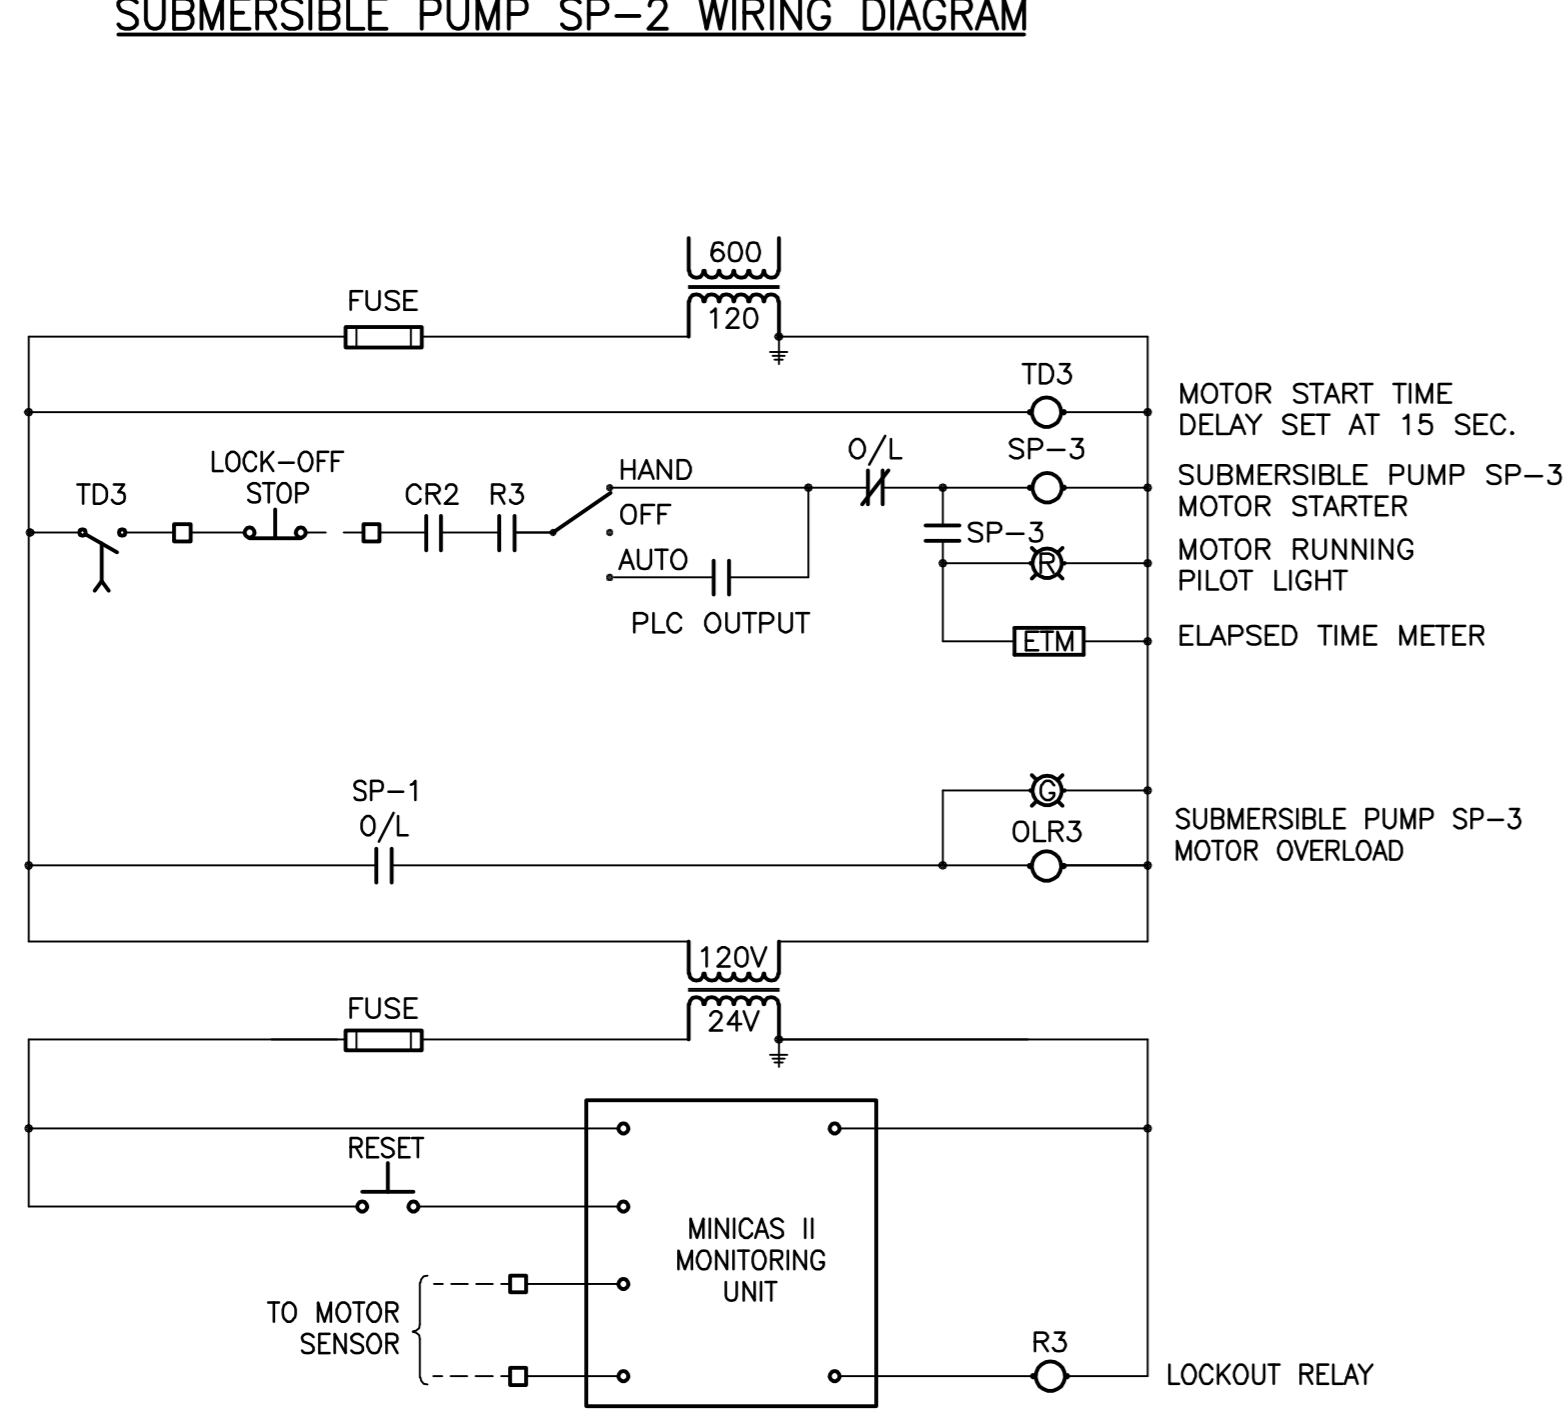 SUBMERSIBLE PUMP SP-2 WIRING DIAGRAM
600
120
FUSE
TD3
MOTOR START TIME
DELAY SET AT 15 SEC.
TD3
LOCK-OFF
STOP
CR2
R3
HAND
OFF
AUTO
PLC OUTPUT
O/L
SP-3
SUBMERSIBLE PUMP SP-3
MOTOR STARTER
SP-3
R
MOTOR RUNNING
PILOT LIGHT
ETM
ELAPSED TIME METER
SP-1
O/L
G
OLR3
SUBMERSIBLE PUMP SP-3
MOTOR OVERLOAD
120V
24V
FUSE
RESET
MINICAS II
MONITORING
UNIT
TO MOTOR
SENSOR
R3
LOCKOUT RELAY